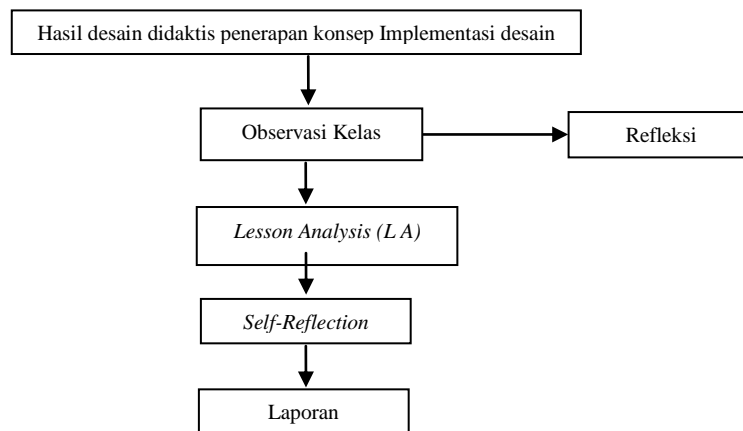 Hasil desain didaktis penerapan konsep Implementasi desain
Observasi Kelas
Refleksi
Lesson Analysis (L A)
Self-Reflection
Laporan